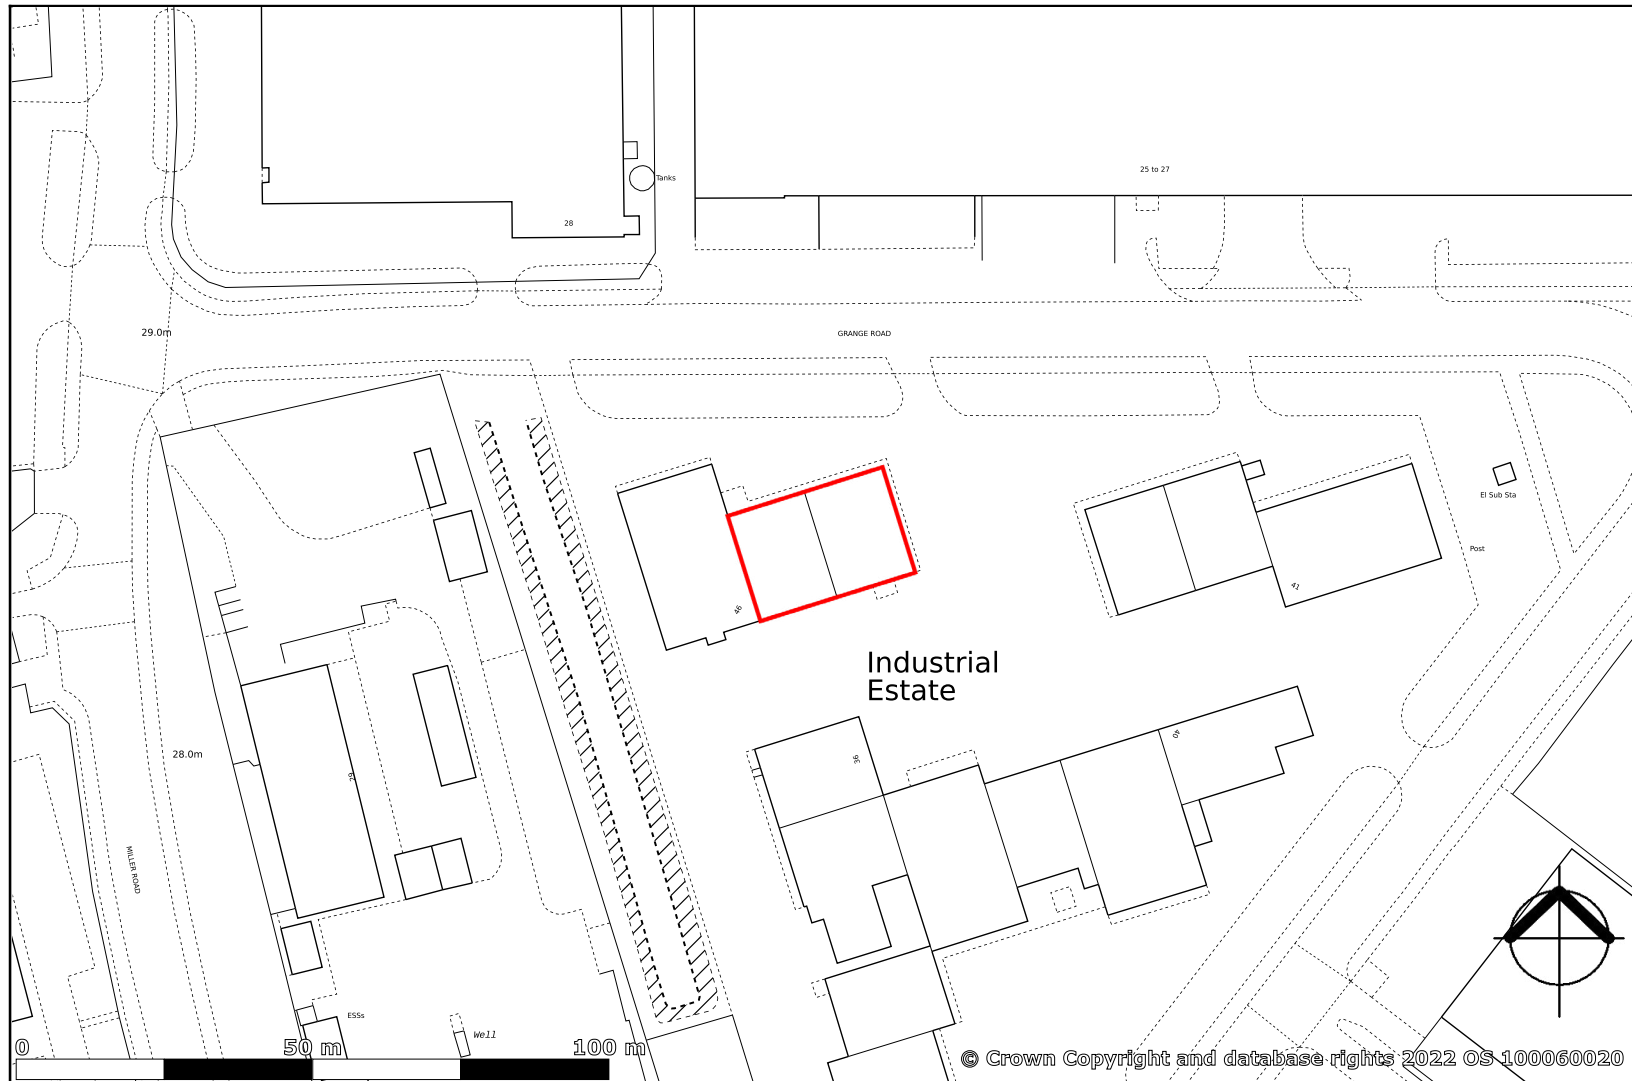 25 to 27
Tanks
28
29.0m
GRANGE ROAD
El Sub Sta
Post
41
46
Industrial
Estate
40
36
28.0m
29
MILLER ROAD
ESSs
Well
0
50 m
100 m
© Crown Copyright and database rights 2022 OS 100060020